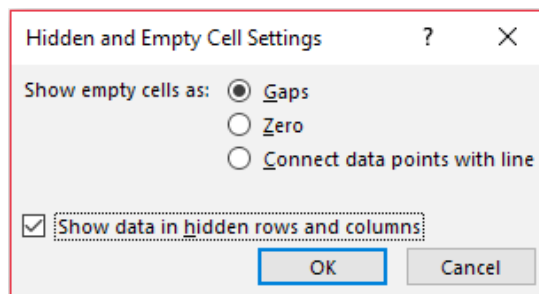 Hidden and Empty Cell Settings ? ×
Show empty cells as: Gaps
Zero
Connect data points with line
Show data in hidden rows and columns
OK Cancel